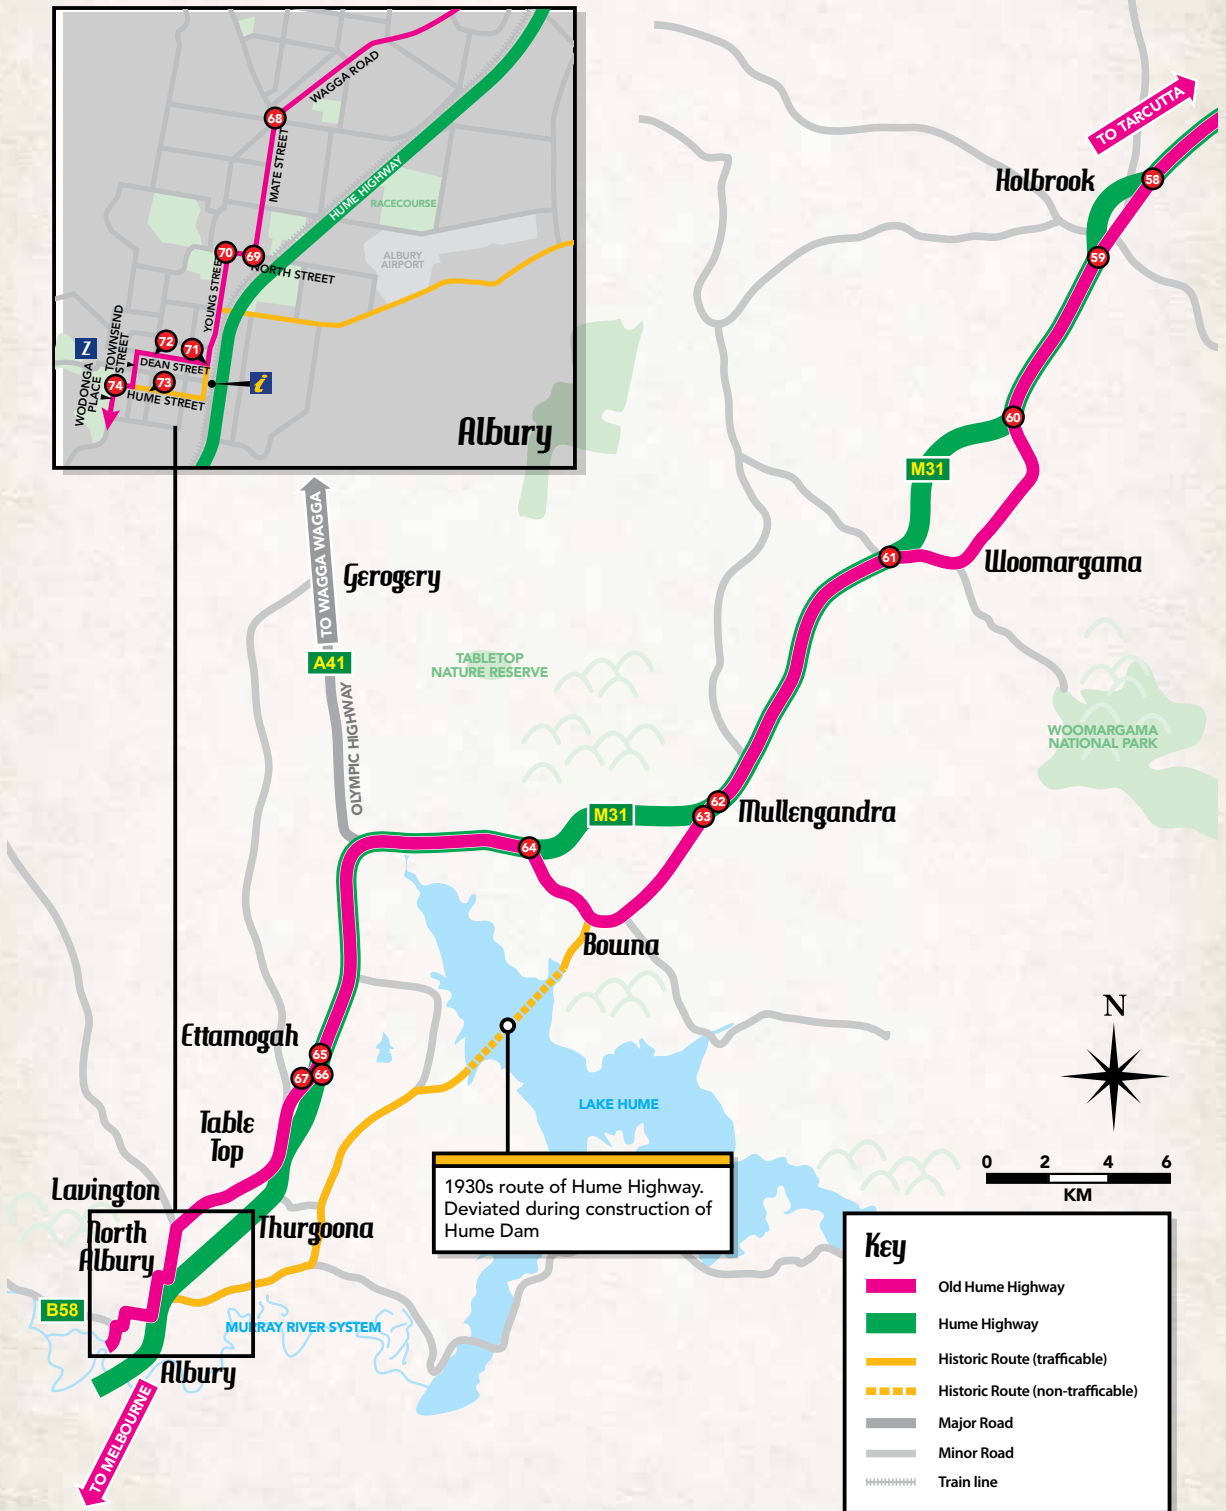 WAGGA ROAD
68
MATE STREET
HUME HIGHWAY
RACECOURSE
ALBURY
AIRPORT
70
69
NORTH STREET
YOUNG STREET
TOWNSEND
STREET
72
71
DEAN STREET
73
74
HUME STREET
WODONGA
PLACE
i
i
Albury
TO TARCUTTA
Holbrook
58
59
60
M31
61
Woomargama
TO WAGGA WAGGA
Gerogery
A41
OLYMPIC HIGHWAY
TABLETOP
NATURE RESERVE
WOOMARGAMA
NATIONAL PARK
M31
62
63
Mullengandra
64
Bowna
Ettamogah
65
67
66
N
LAKE HUME
Table
Top
0 2 4 6
KM
1930s route of Hume Highway.
Deviated during construction of
Hume Dam
Lavington
North
Albury
Thurgoona
B58
MURRAY RIVER SYSTEM
Albury
TO MELBOURNE
Key
Old Hume Highway
Hume Highway
Historic Route (trafficable)
Historic Route (non-trafficable)
Major Road
Minor Road
Train line